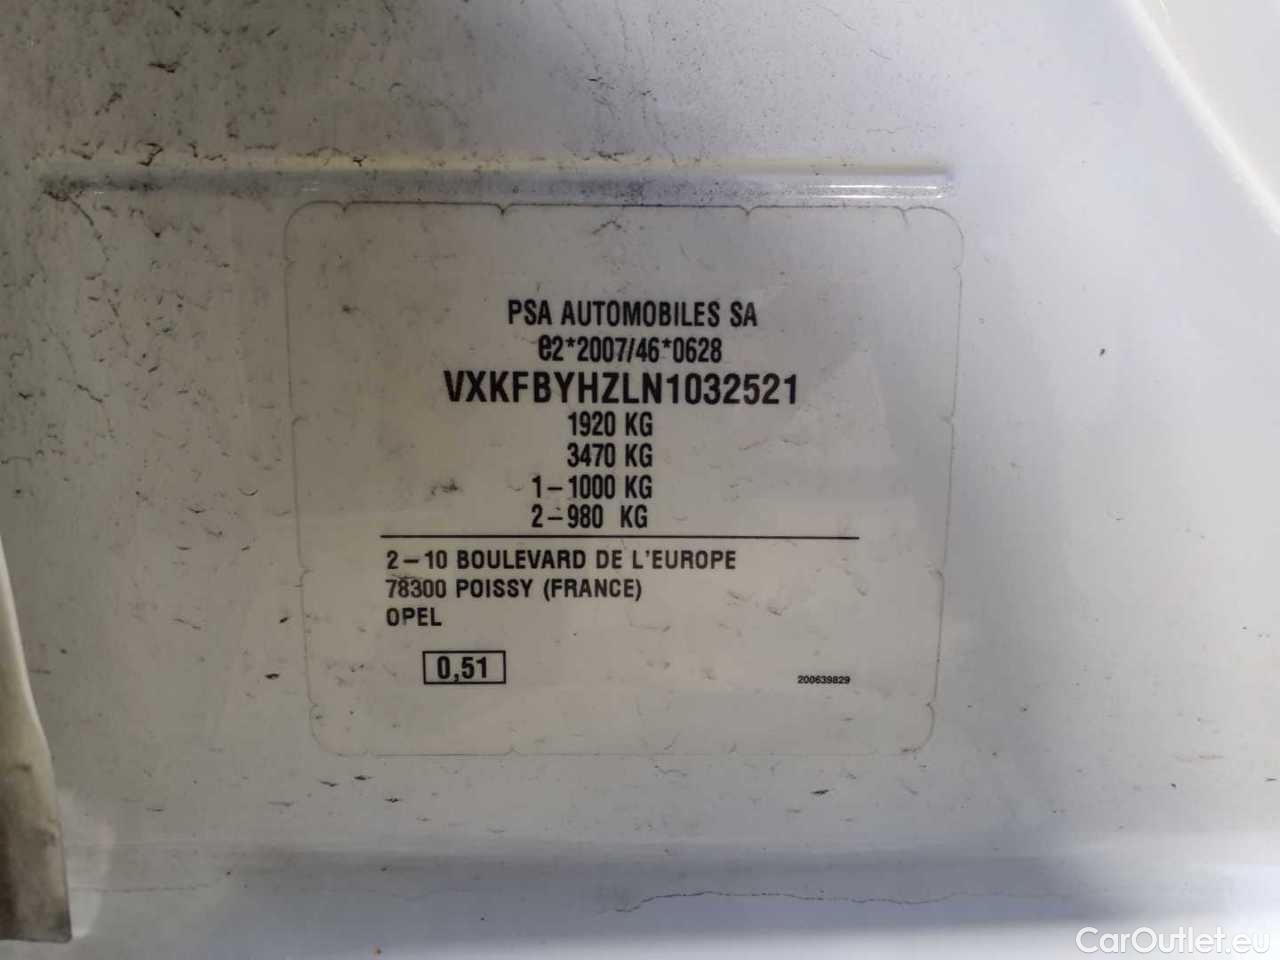 PSA AUTOMOBILES SA
e2*2007/46*0628
VXKFBYHZLN1032521
1920 KG
3470 KG
1-1000 KG
2-980 KG
2-10 BOULEVARD DE L'EUROPE
78300 POISSY (FRANCE)
OPEL
0,51
200639829
CarOutlet.eu